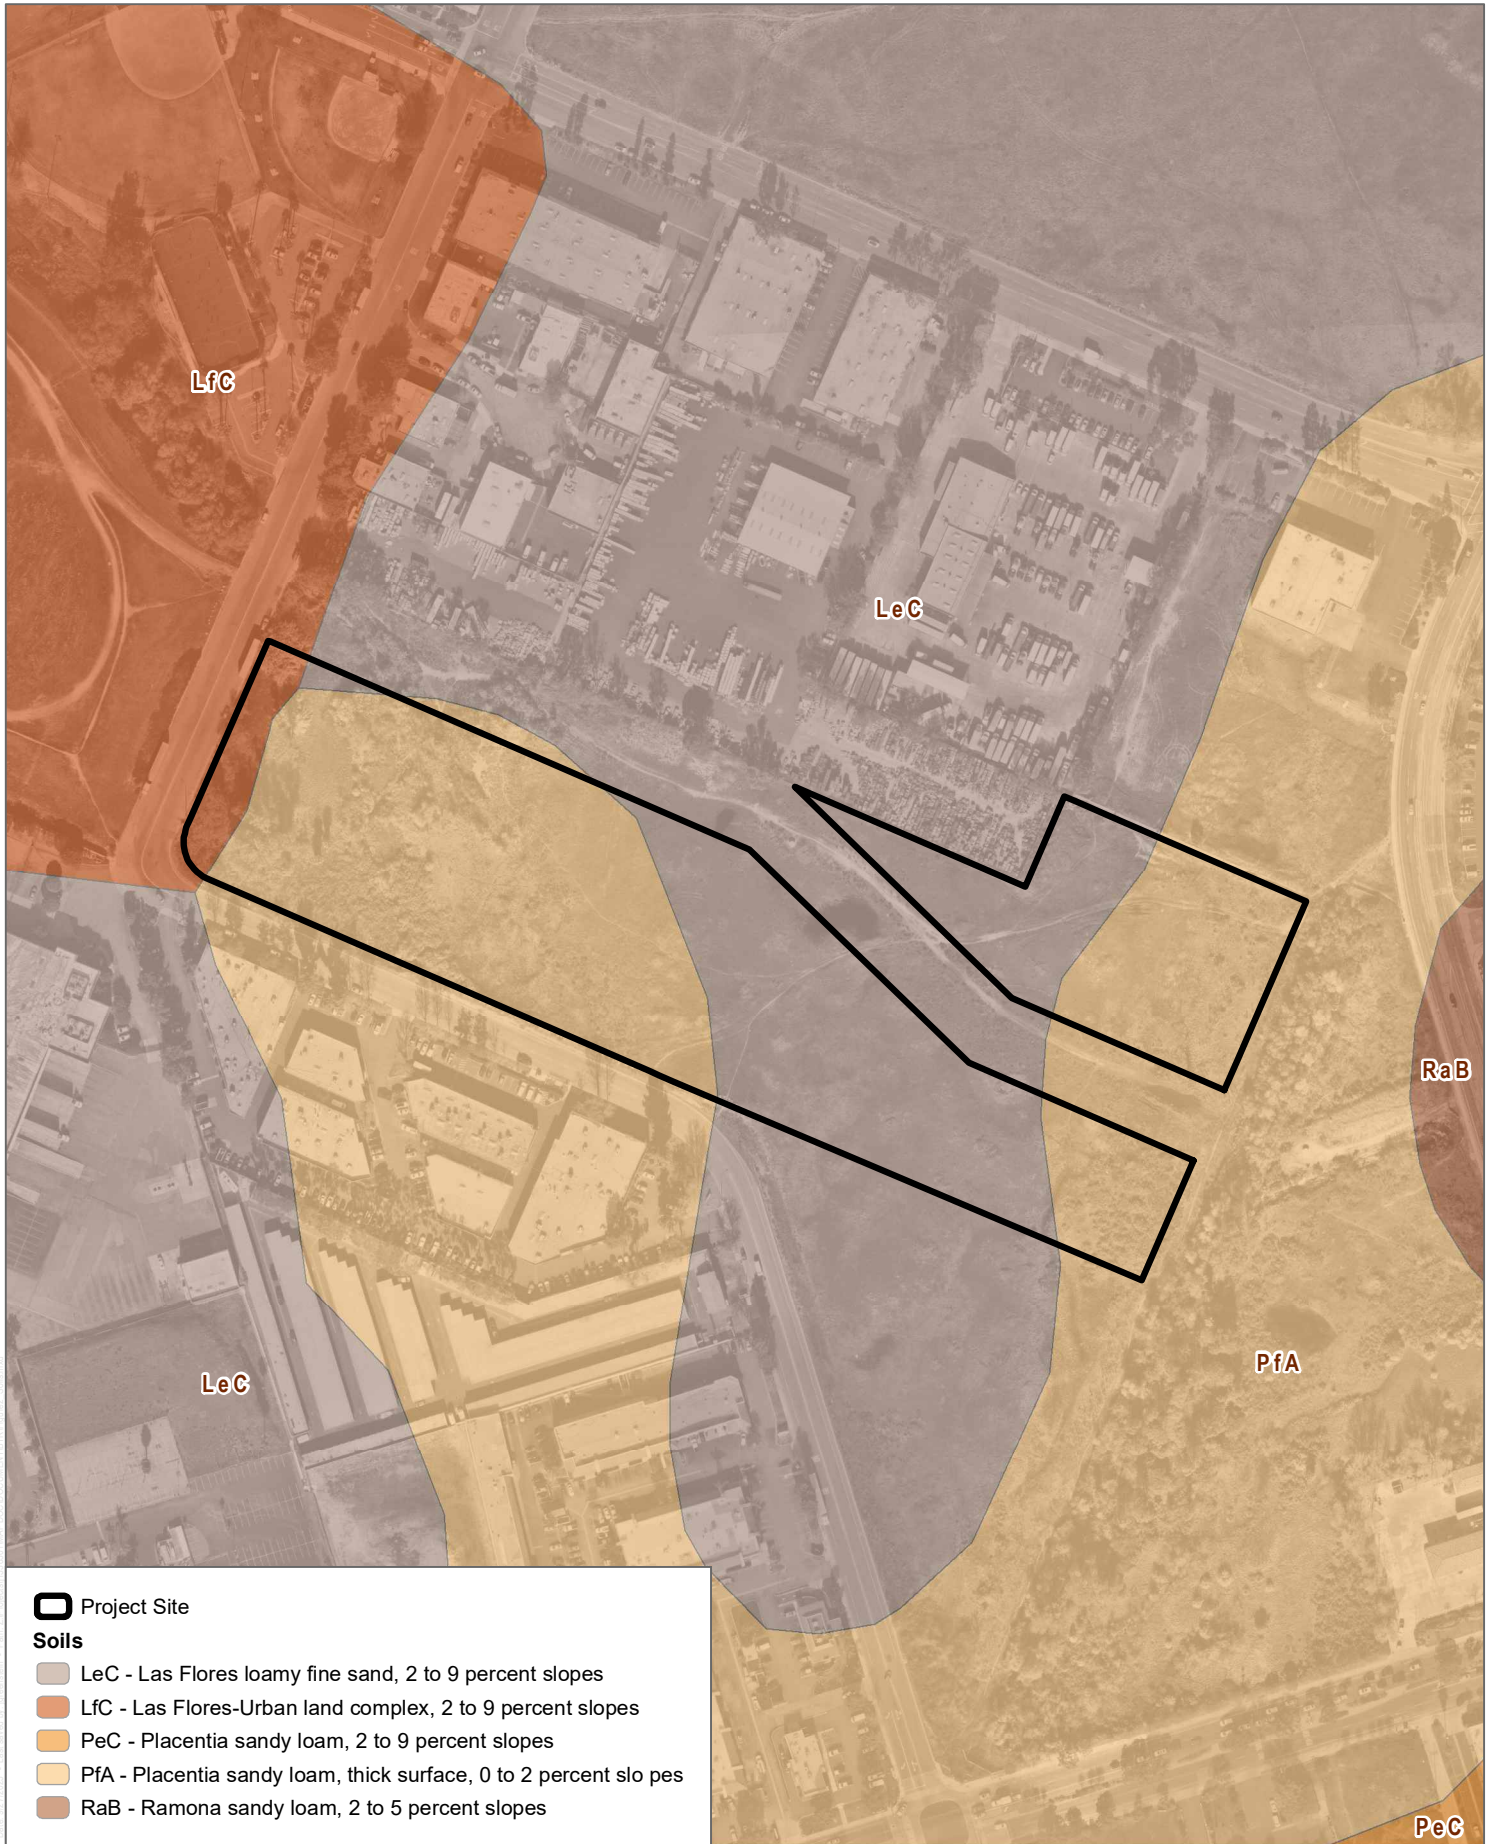 LfC
LeC
RaB
PfA
LeC
PeC
Project Site
Soils
LeC - Las Flores loamy fine sand, 2 to 9 percent slopes
LfC - Las Flores-Urban land complex, 2 to 9 percent slopes
PeC - Placentia sandy loam, 2 to 9 percent slopes
PfA - Placentia sandy loam, thick surface, 0 to 2 percent slo pes
RaB - Ramona sandy loam, 2 to 5 percent slopes